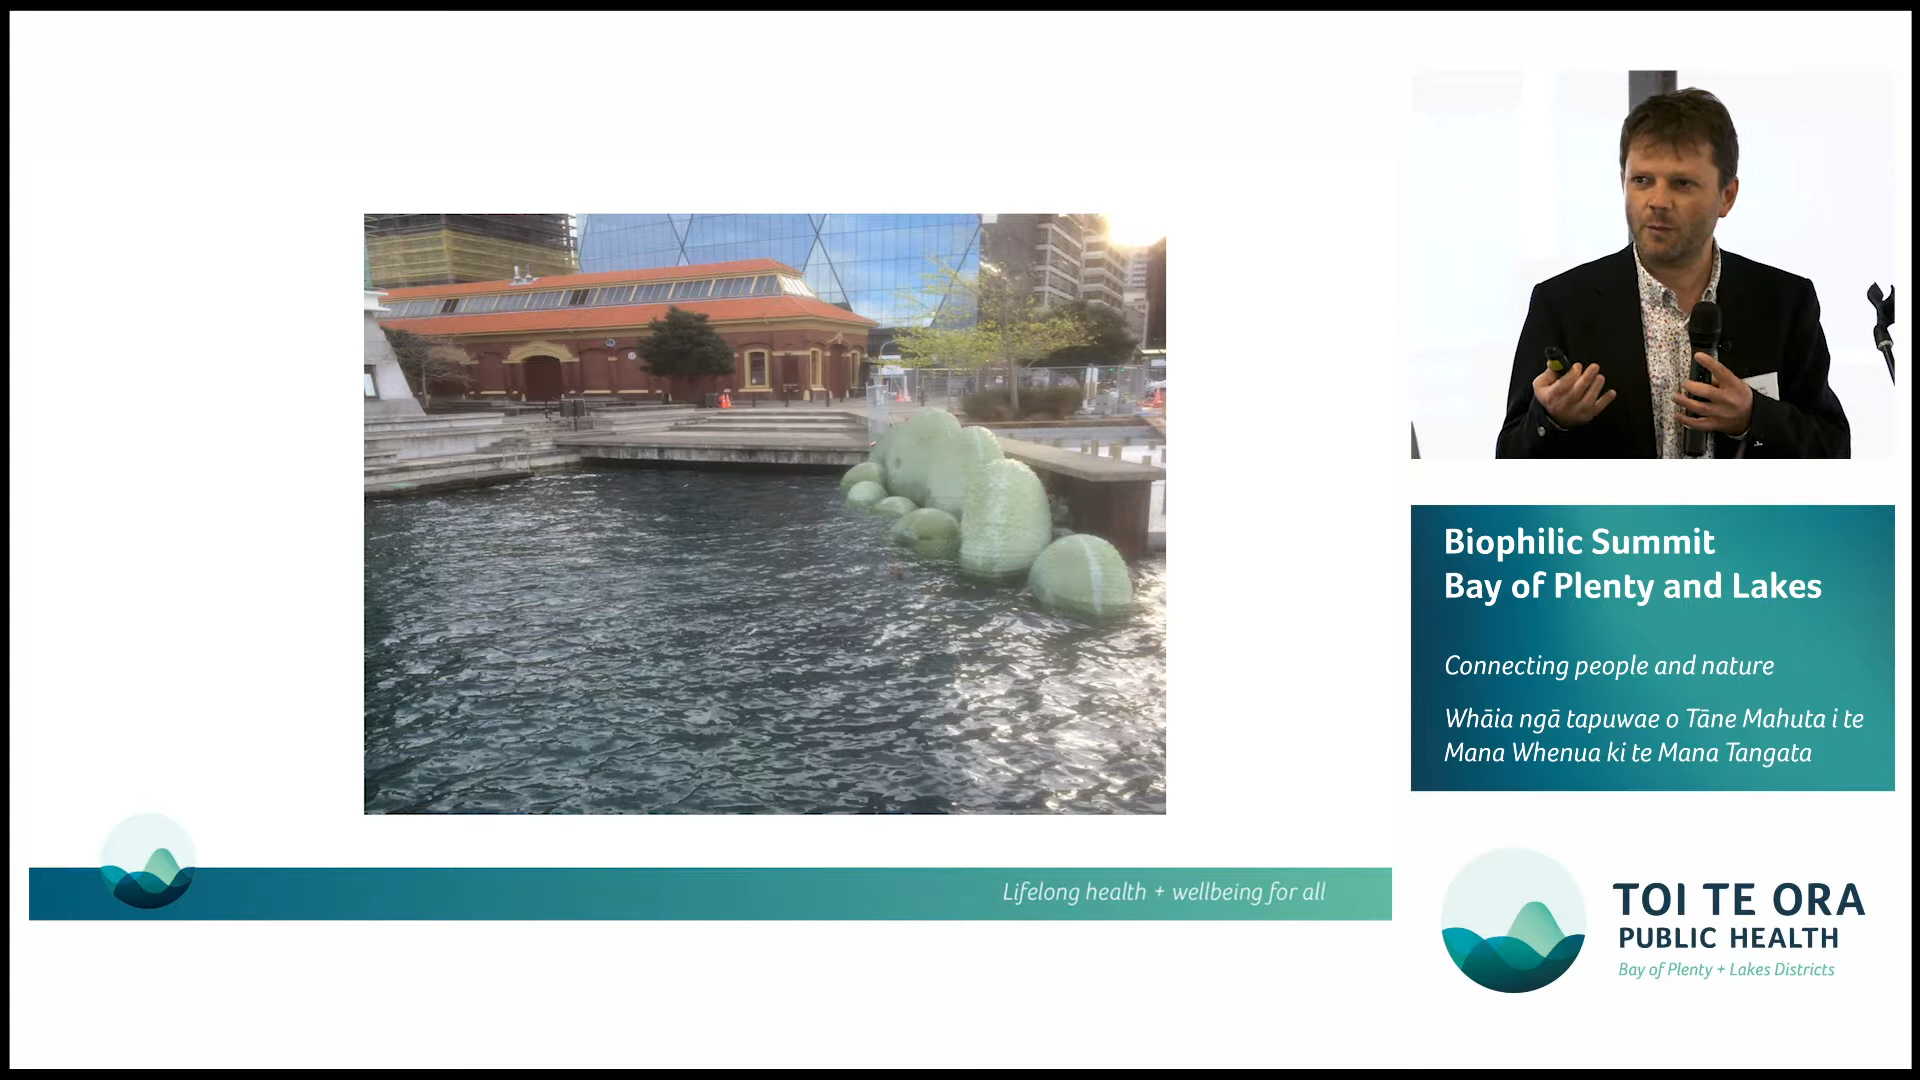 Biophilic Summit
Bay of Plenty and Lakes
Connecting people and nature
Whāia ngā tapuwae o Tāne Mahuta i te
Mana Whenua ki te Mana Tangata
Lifelong health + wellbeing for all
TOI TE ORA
PUBLIC HEALTH
Bay of Plenty + Lakes Districts